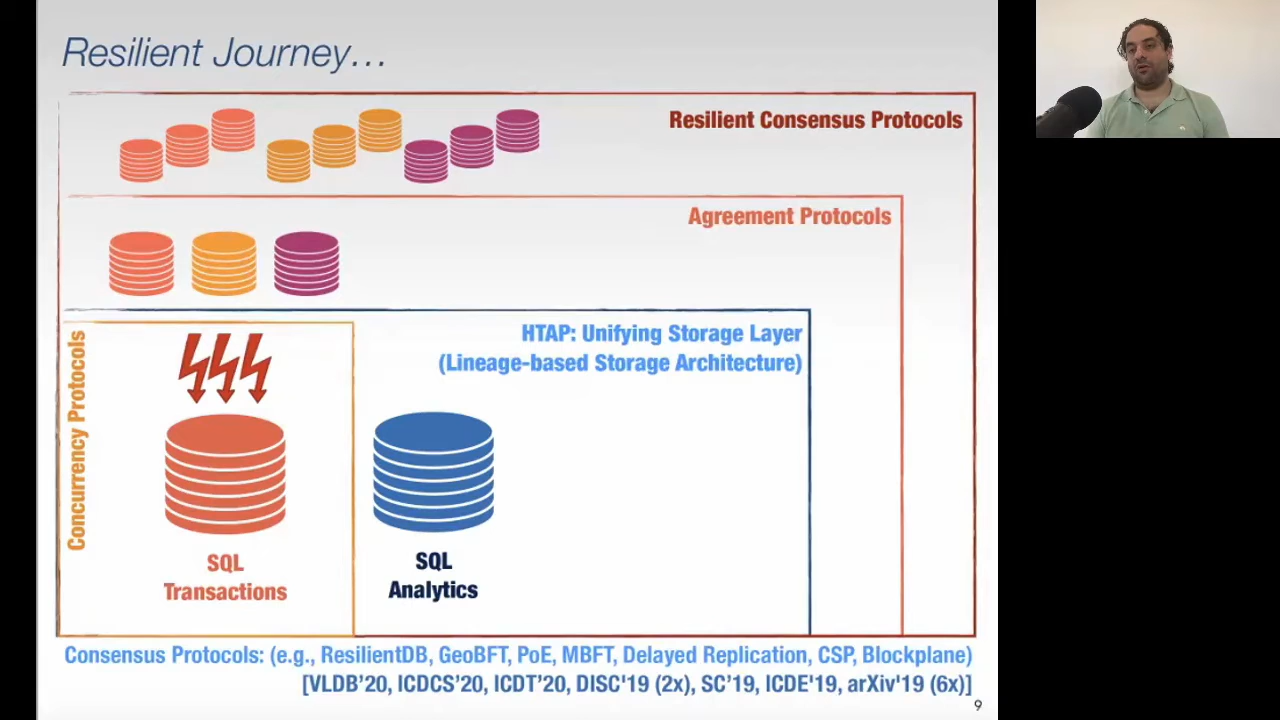 Resilient Journey...
Resilient Consensus Protocols
Agreement Protocols
HTAP: Unifying Storage Layer
(Lineage-based Storage Architecture)
Concurrency Protocols
SQL
Transactions
SQL
Analytics
Consensus Protocols: (e.g., ResilientDB, GeoBFT, PoE, MBFT, Delayed Replication, CSP, Blockplane)
[VLDB’20, ICDCS’20, ICDT’20, DISC'19 (2x), SC’19, ICDE'19, arXiv'19 (6x)]
9